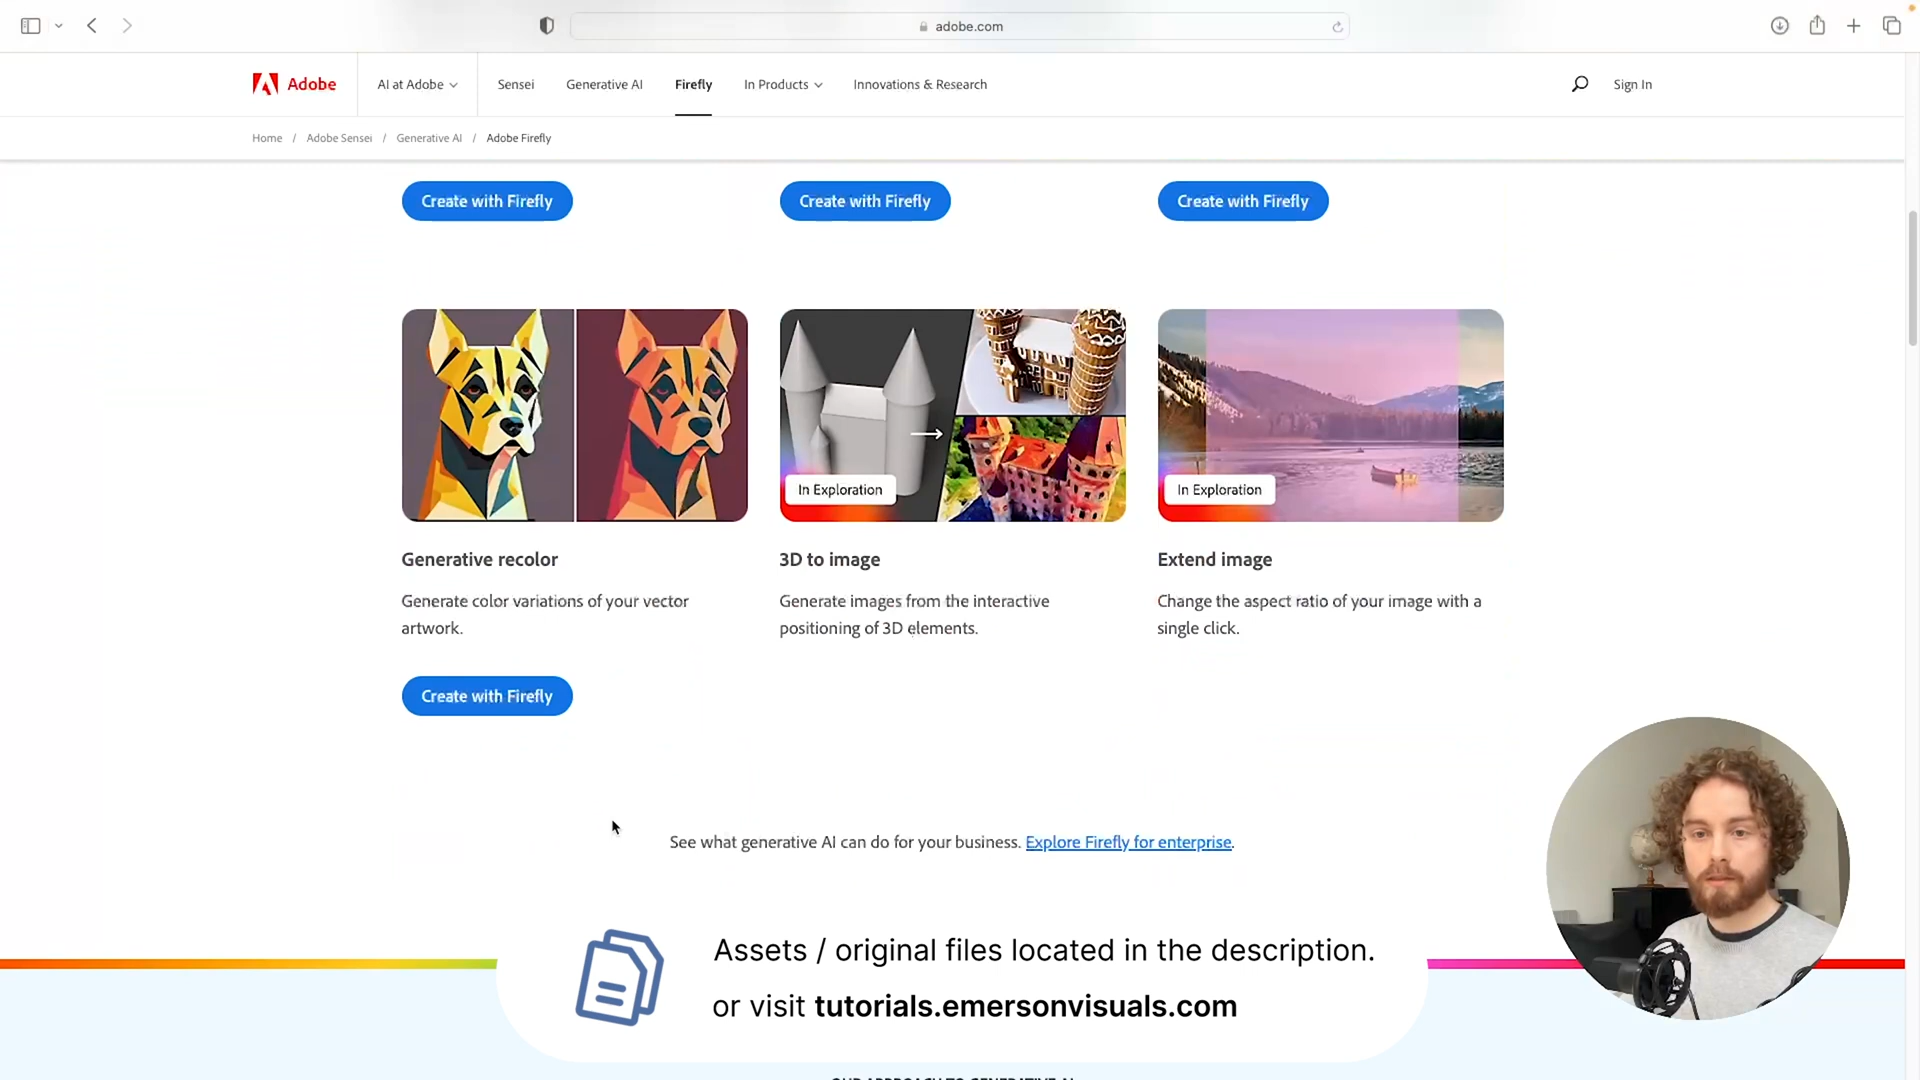 adobe.com
Adobe
AI at Adobe
Sensei
Generative AI
Firefly
In Products
Innovations & Research
Sign In
Home / Adobe Sensei / Generative AI / Adobe Firefly
Create with Firefly
Create with Firefly
Create with Firefly
In Exploration
In Exploration
Generative recolor
Generate color variations of your vector
artwork.
Create with Firefly
3D to image
Generate images from the interactive
positioning of 3D elements.
Extend image
Change the aspect ratio of your image with a
single click.
See what generative AI can do for your business. Explore Firefly for enterprise.
Assets / original files located in the description.
or visit tutorials.emersonvisuals.com
OUR APPROACH TO GENERATIVE AI